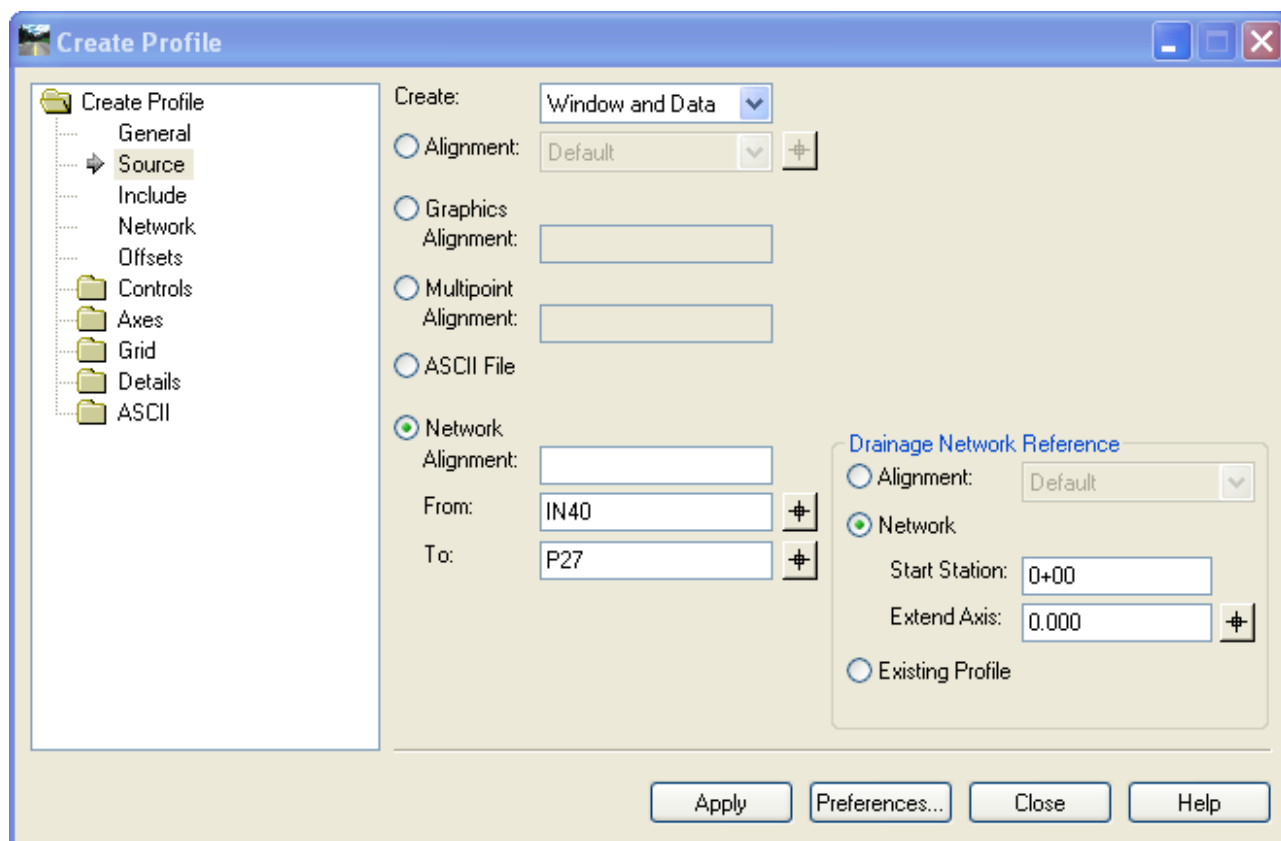 Create Profile
Create Profile
General
Source
Include
Network
Offsets
Controls
Axes
Grid
Details
ASCII
Create: Window and Data
Alignment: Default
Graphics
Alignment:
Multipoint
Alignment:
ASCII File
Network
Alignment:
From: IN40
To: P27
Drainage Network Reference
Alignment: Default
Network
Start Station: 0+00
Extend Axis: 0.000
Existing Profile
Apply Preferences... Close Help